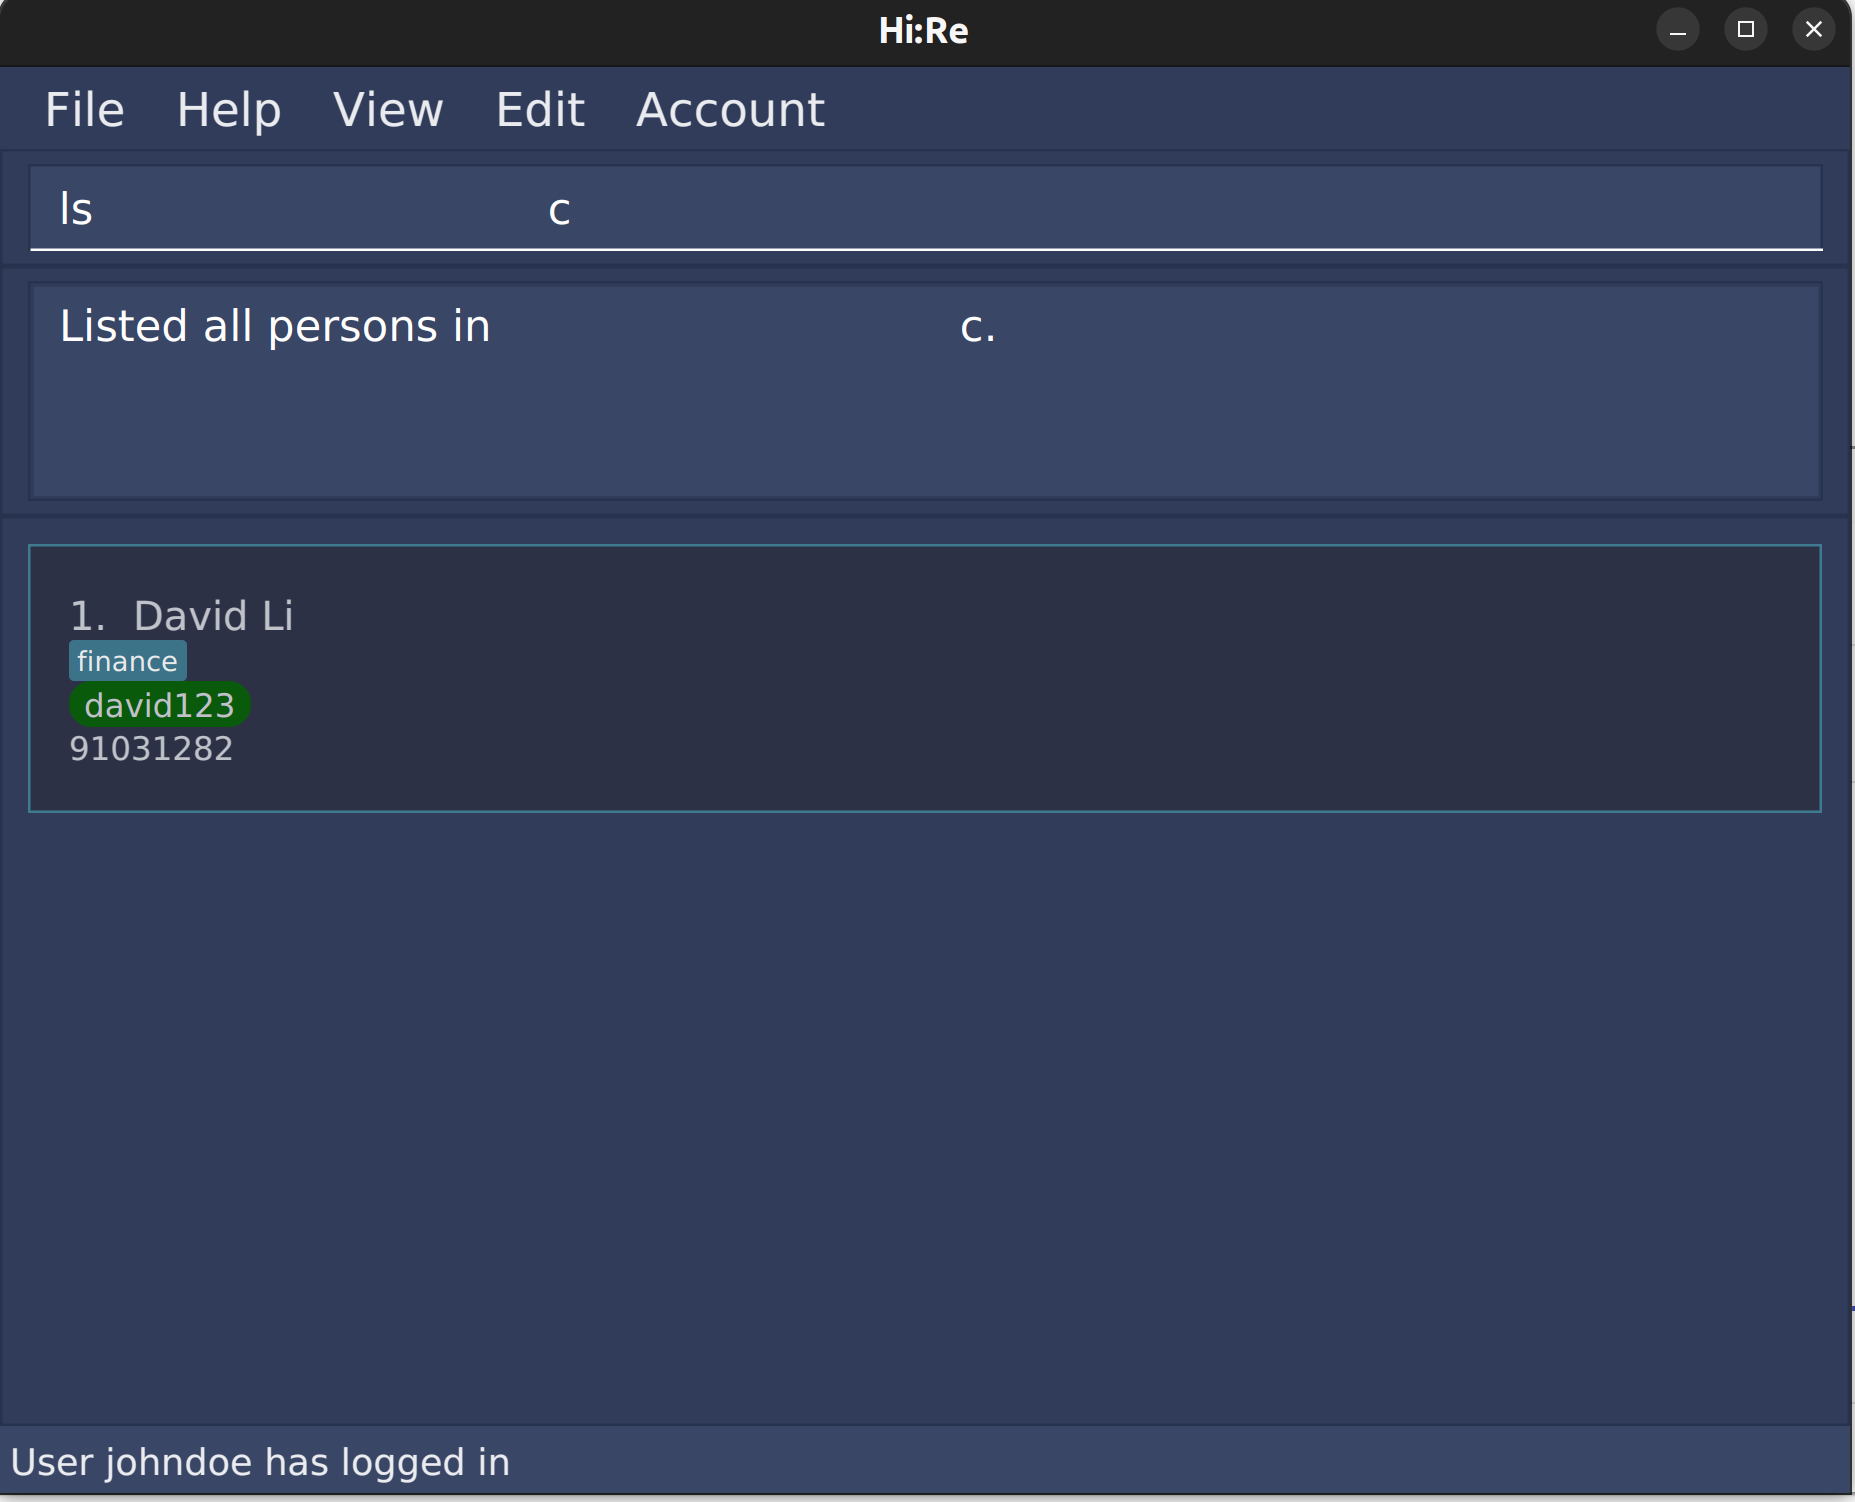 Hi:Re
File Help View Edit Account
ls c
Listed all persons in c.
1. David Li
finance
david123
91031282
User johndoe has logged in